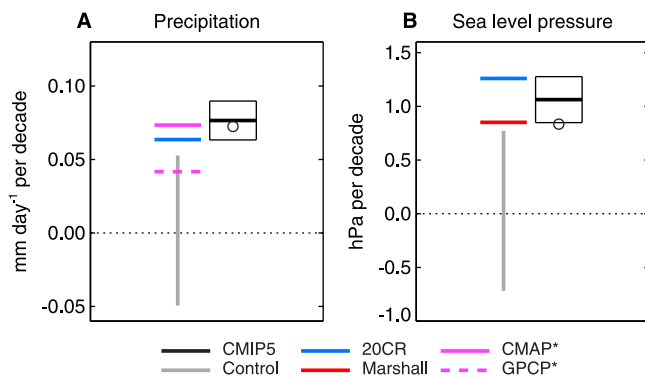 A Precipitation
B Sea level pressure
mm day-1 per decade
0.10
0.05
0.00
-0.05
hPa per decade
1.5
1.0
0.5
0.0
-0.5
-1.0
CMIP5 20CR CMAP*
Control Marshall GPCP*